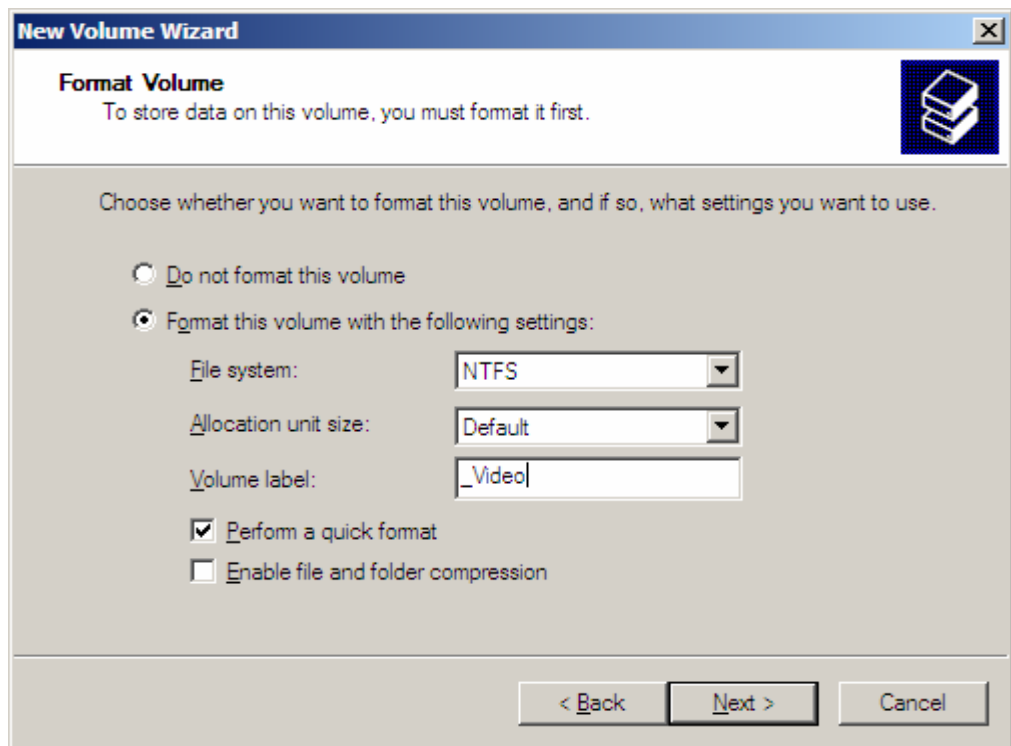 New Volume Wizard
Format Volume
To store data on this volume, you must format it first.
Choose whether you want to format this volume, and if so, what settings you want to use.
Do not format this volume
Format this volume with the following settings:
File system: NTFS
Allocation unit size: Default
Volume label: _Video
Perform a quick format
Enable file and folder compression
< Back Next > Cancel